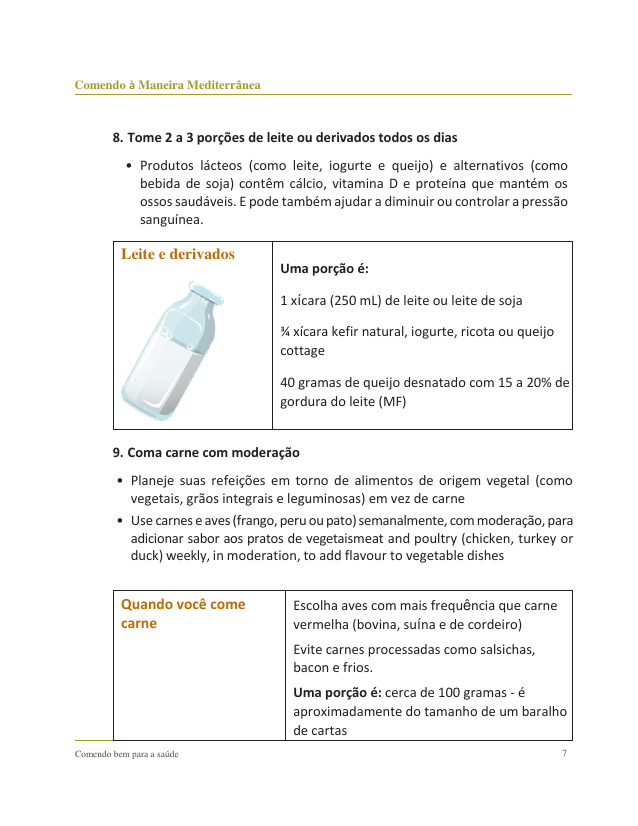 Comendo à Maneira Mediterrânea
8. Tome 2 a 3 porções de leite ou derivados todos os dias
• Produtos lácteos (como leite, iogurte e queijo) e alternativos (como
bebida de soja) contêm cálcio, vitamina D e proteína que mantém os
ossos saudáveis. E pode também ajudar a diminuir ou controlar a pressão
sanguínea.
Leite e derivados
Uma porção é:
1 xícara (250 mL) de leite ou leite de soja
¾ xícara kefir natural, iogurte, ricota ou queijo
cottage
40 gramas de queijo desnatado com 15 a 20% de
gordura do leite (MF)
9. Coma carne com moderação
• Planeje suas refeições em torno de alimentos de origem vegetal (como
vegetais, grãos integrais e leguminosas) em vez de carne
• Use carnes e aves (frango, peru ou pato) semanalmente, com moderação, para
adicionar sabor aos pratos de vegetaismeat and poultry (chicken, turkey or
duck) weekly, in moderation, to add flavour to vegetable dishes
Quando você come
carne
Escolha aves com mais frequência que carne
vermelha (bovina, suína e de cordeiro)
Evite carnes processadas como salsichas,
bacon e frios.
Uma porção é: cerca de 100 gramas - é
aproximadamente do tamanho de um baralho
de cartas
Comendo bem para a saúde
7